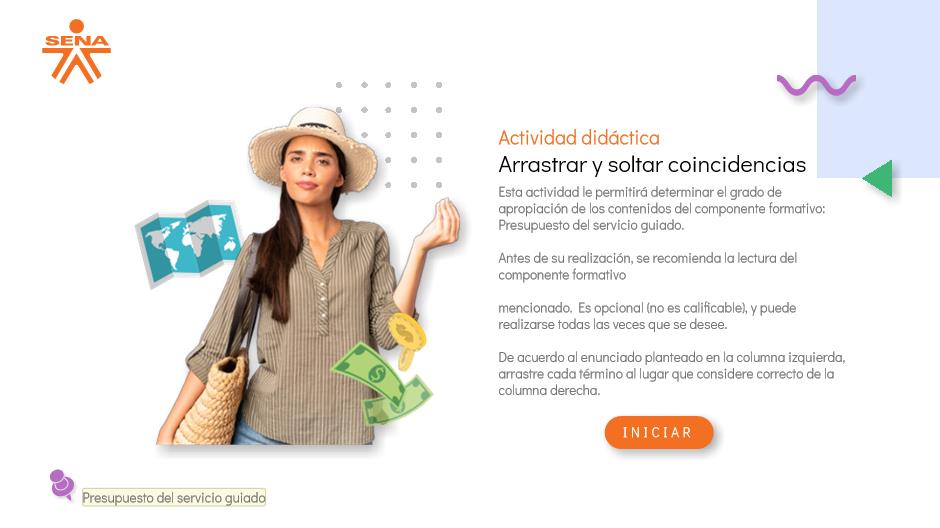 SENA
Actividad didáctica
Arrastrar y soltar coincidencias
Esta actividad le permitirá determinar el grado de
apropiación de los contenidos del componente formativo:
Presupuesto del servicio guiado.
Antes de su realización, se recomienda la lectura del
componente formativo
mencionado. Es opcional (no es calificable), y puede
realizarse todas las veces que se desee.
De acuerdo al enunciado planteado en la columna izquierda,
arrastre cada término al lugar que considere correcto de la
columna derecha.
INICIAR
Presupuesto del servicio guiado